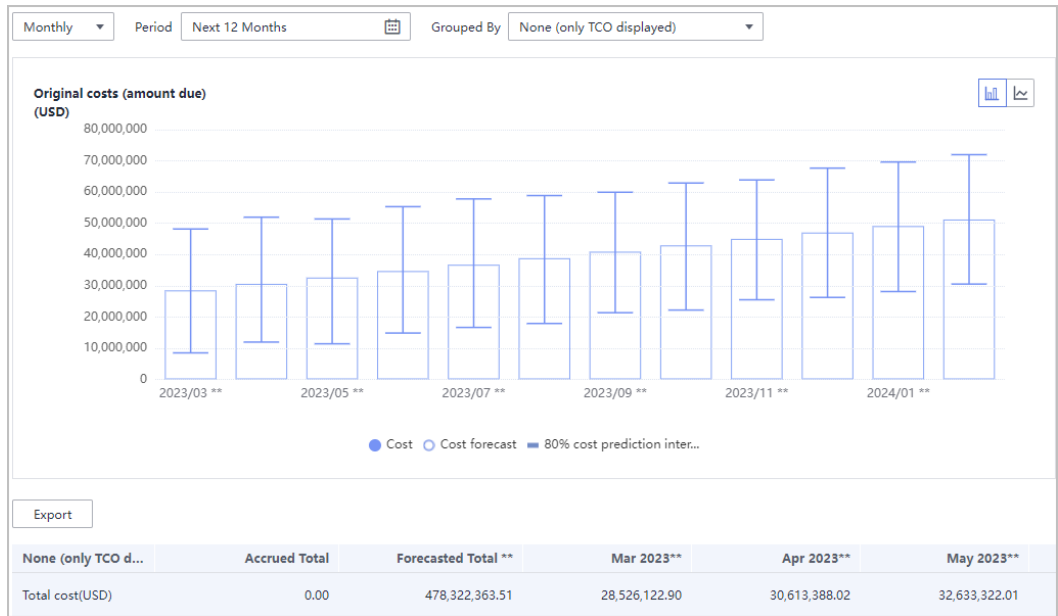 Monthly Period Next 12 Months Grouped By None (only TCO displayed)
Original costs (amount due)
(USD)
80,000,000
70,000,000
60,000,000
50,000,000
40,000,000
30,000,000
20,000,000
10,000,000
0
2023/03 ** 2023/05 ** 2023/07 ** 2023/09 ** 2023/11 ** 2024/01 **
Cost Cost forecast 80% cost prediction inter...
Export
None (only TCO d... Accrued Total Forecasted Total ** Mar 2023** Apr 2023** May 2023**
Total cost(USD) 0.00 478,322,363.51 28,526,122.90 30,613,388.02 32,633,322.01